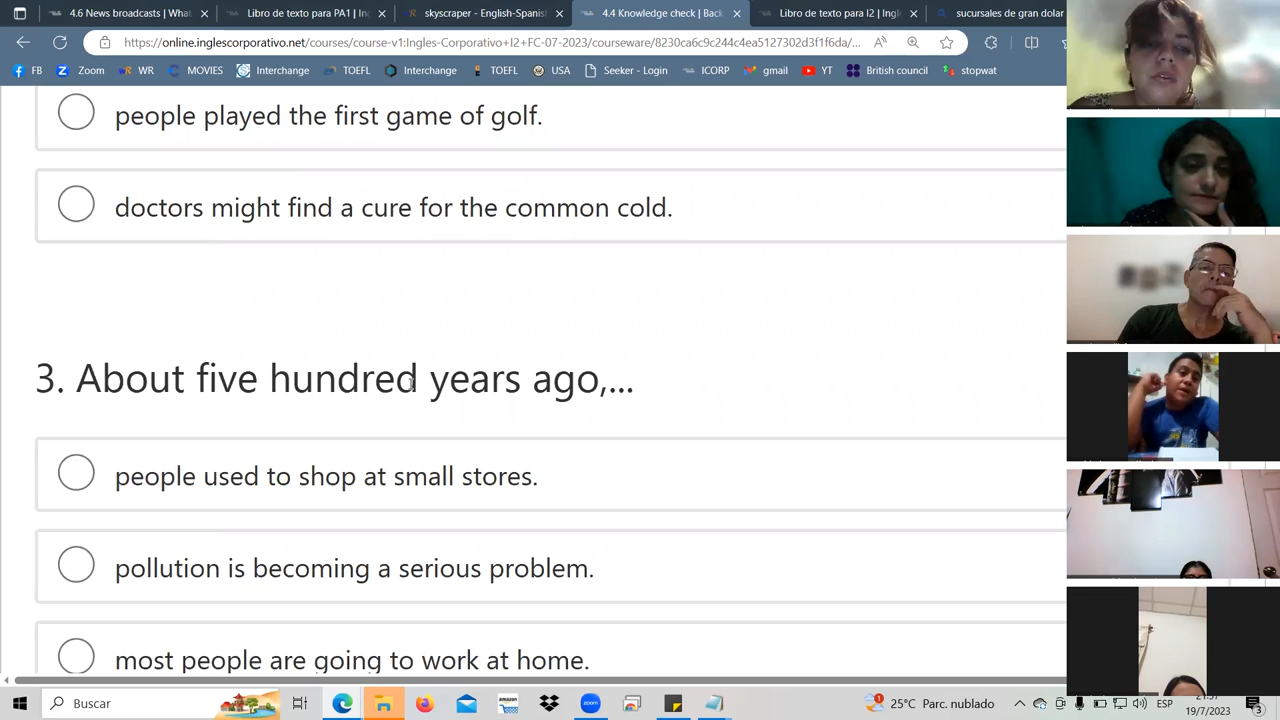 4.6 News broadcasts | What
Libro de texto para PA1 | In
skyscraper - English-Spanis
4.4 Knowledge check | Back
Libro de texto para I2 | Ingl
sucursales de gran dolar
https://online.inglescorporativo.net/courses/course-v1:Ingles-Corporativo+I2+FC-07-2023/courseware/8230ca6c9c244c4ea5127302d3f1f6da/...
FB
Zoom
WR
MOVIES
Interchange
TOEFL
Interchange
TOEFL
USA
Seeker - Login
ICORP
gmail
YT
British council
stopwat
people played the first game of golf.
doctors might find a cure for the common cold.
3. About five hundred years ago,...
people used to shop at small stores.
pollution is becoming a serious problem.
most people are going to work at home.
Buscar
25°C Parc. nublado
ESP
19/7/2023